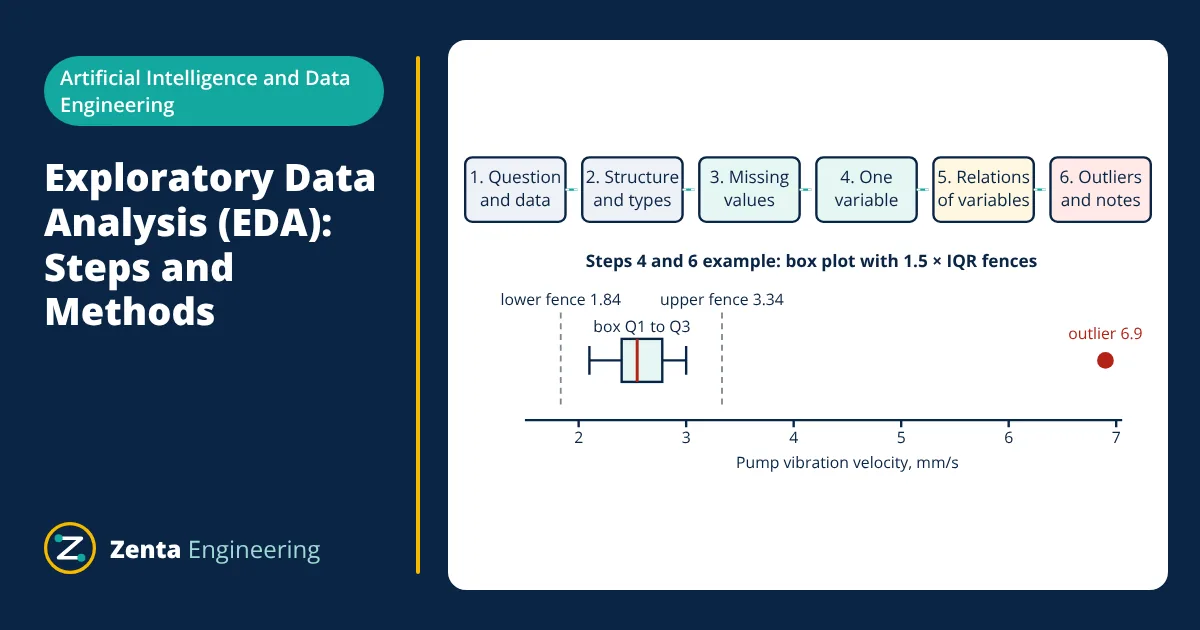 Artificial Intelligence and Data
Engineering
Exploratory Data
Analysis (EDA):
Steps and
Methods
Zenta Engineering
1. Question
and data
2. Structure
and types
3. Missing
values
4. One
variable
5. Relations
of variables
6. Outliers
and notes
Steps 4 and 6 example: box plot with 1.5 × IQR fences
lower fence 1.84
upper fence 3.34
box Q1 to Q3
outlier 6.9
2 3 4 5 6 7
Pump vibration velocity, mm/s